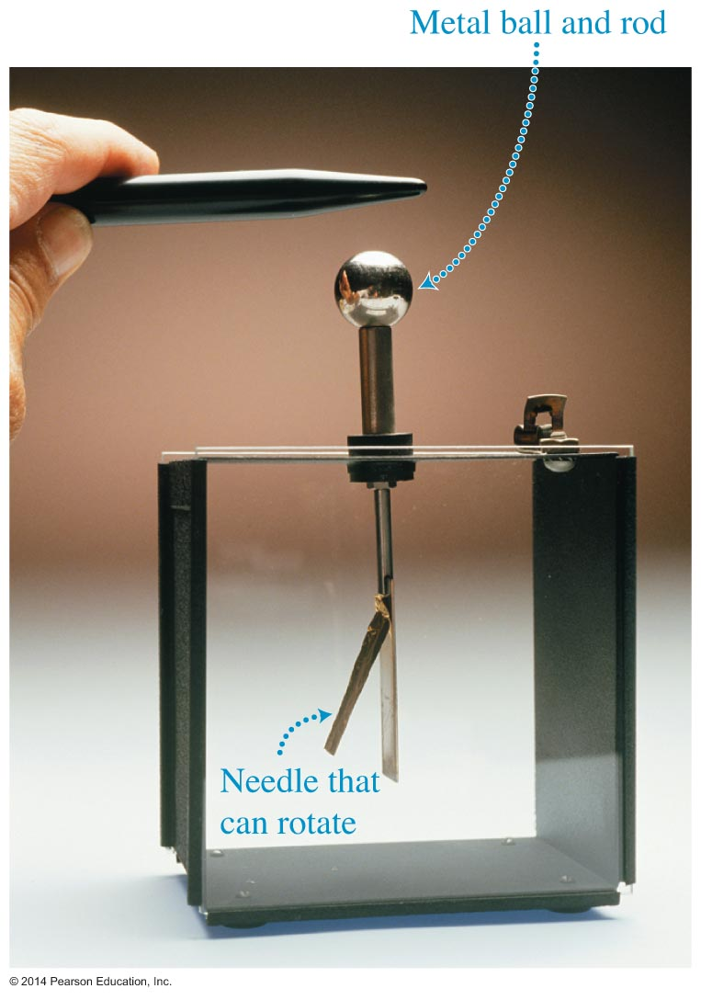 Metal ball and rod
Needle that
can rotate
© 2014 Pearson Education, Inc.